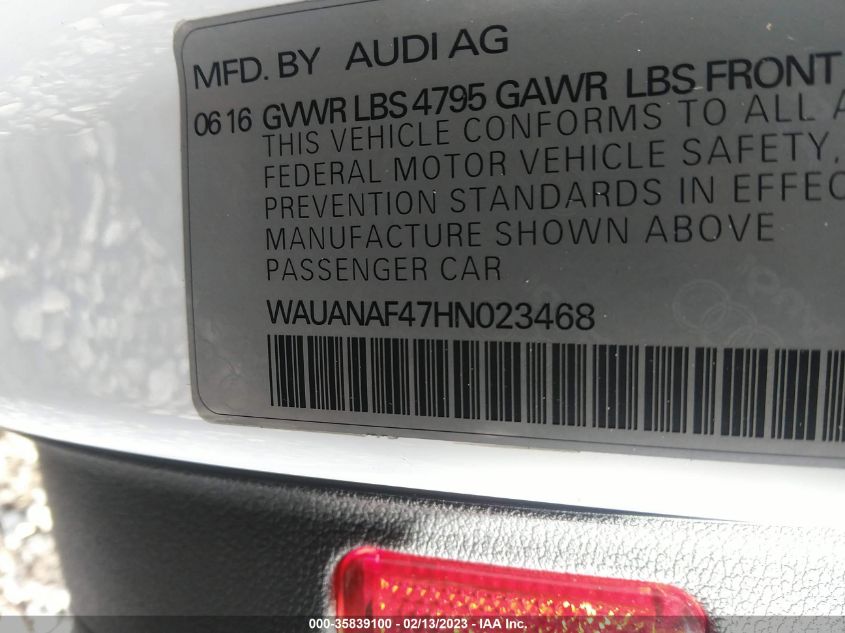 MFD. BY AUDI AG
06 16 GVWR LBS 4795 GAWR LBS FRONT
THIS VEHICLE CONFORMS TO ALL A
FEDERAL MOTOR VEHICLE SAFETY,
PREVENTION STANDARDS IN EFFEC
MANUFACTURE SHOWN ABOVE
PASSENGER CAR
WAUANAF47HN023468
000-35839100 - 02/13/2023 - IAA Inc.